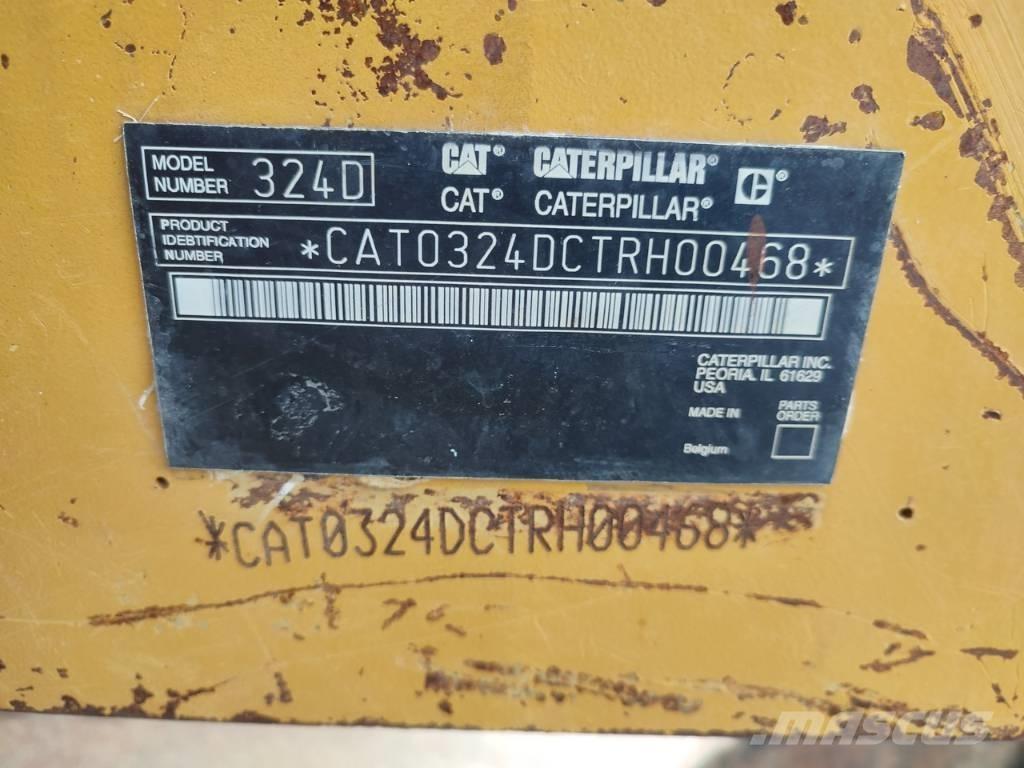 MODEL NUMBER 324D
CAT® CATERPILLAR® ®
CAT® CATERPILLAR®
PRODUCT
IDEBTIFICATION
NUMBER
*CAT0324DCTRH00468*
CATERPILLAR INC.
PEORIA. IL 61629
USA
MADE IN
PARTS
ORDER
Belgium
*CAT0324DCTRH00468*
MASCUS